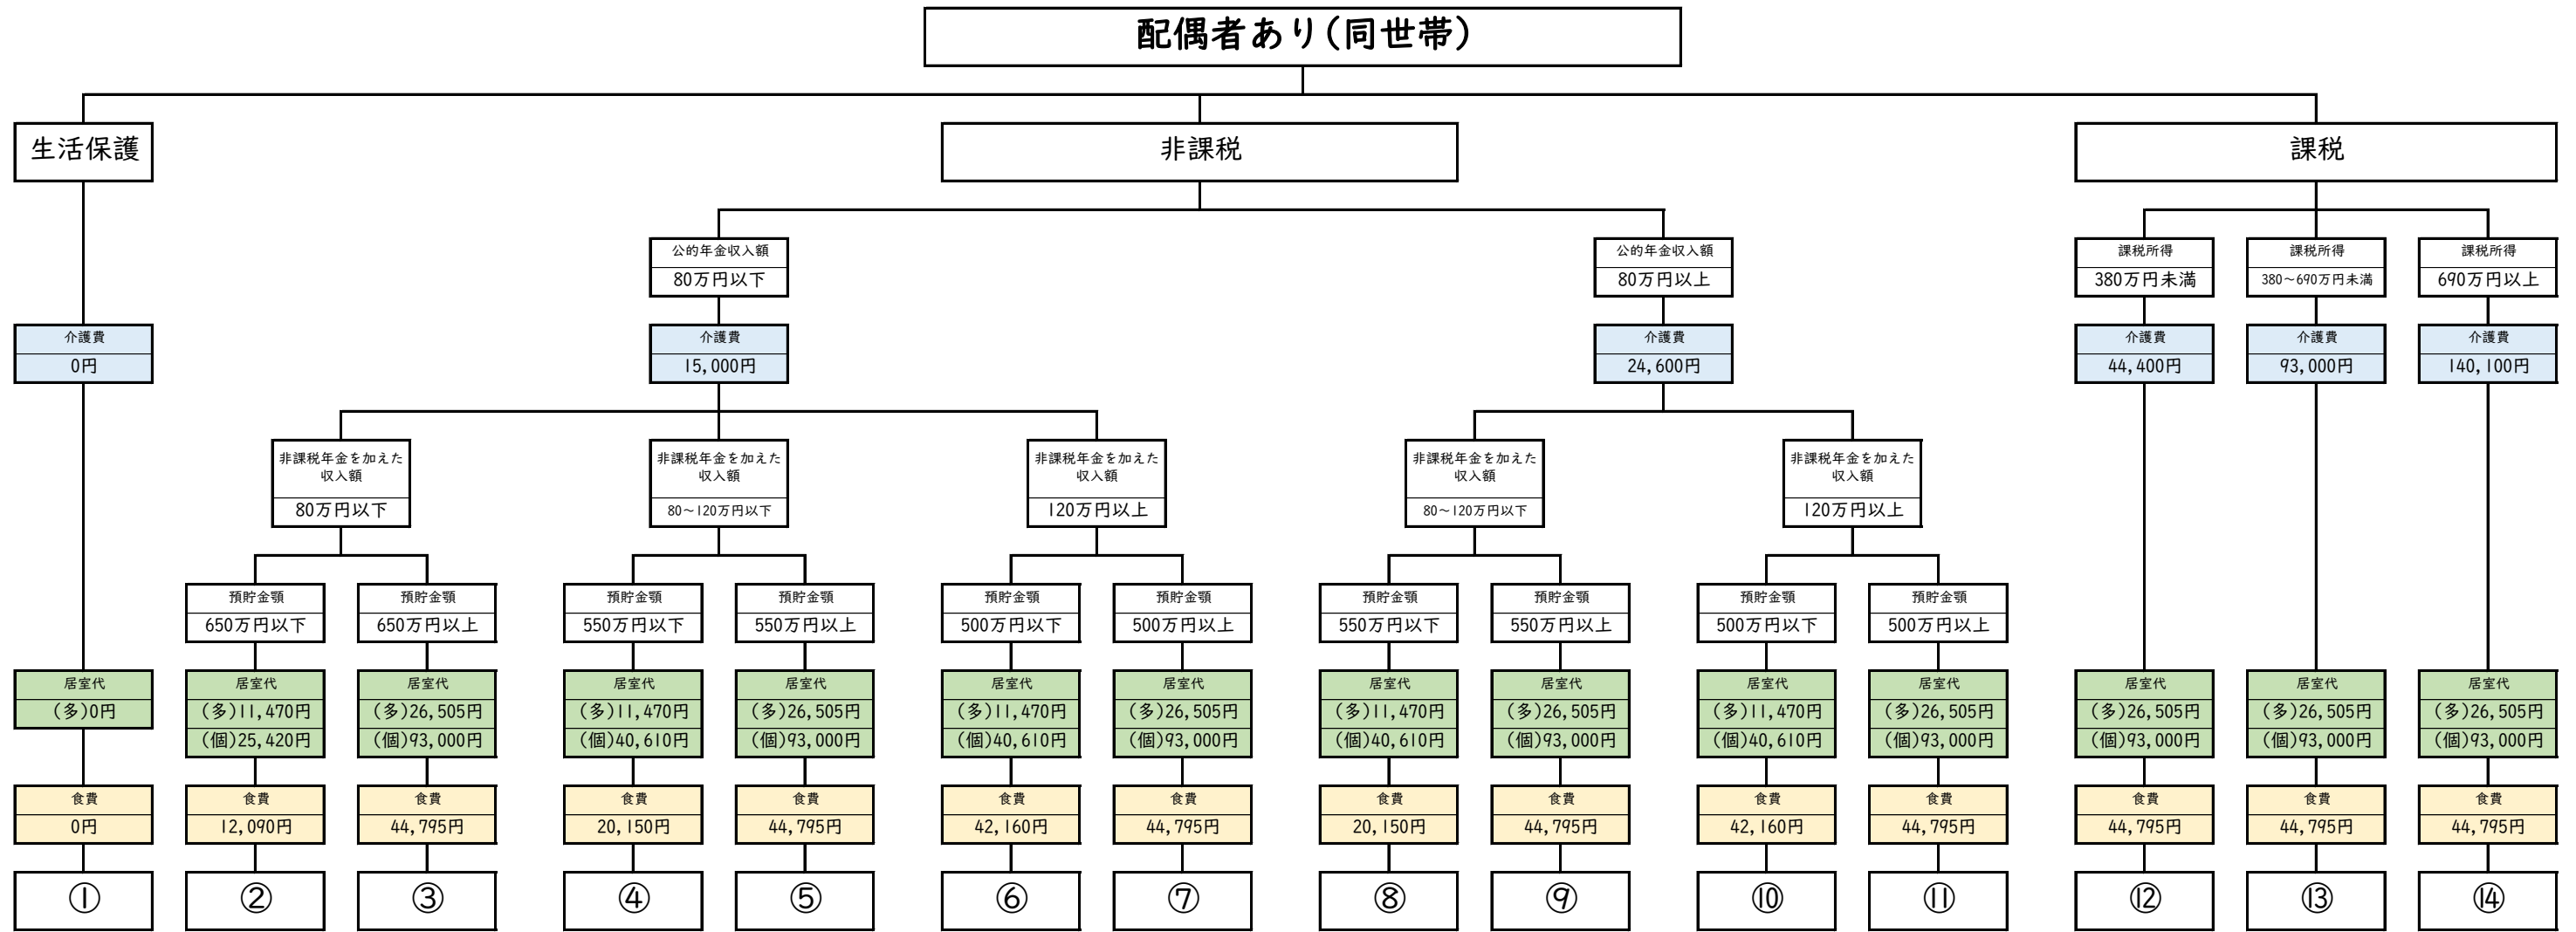 配偶者あり(同世帯)
生活保護
非課税
課税
公的年金収入額
80万円以下
公的年金収入額
80万円以上
課税所得
380万円未満
課税所得
380～690万円未満
課税所得
690万円以上
介護費
0円
介護費
15,000円
介護費
24,600円
介護費
44,400円
介護費
93,000円
介護費
140,100円
非課税年金を加えた
収入額
80万円以下
非課税年金を加えた
収入額
80～120万円以下
非課税年金を加えた
収入額
120万円以上
非課税年金を加えた
収入額
80～120万円以下
非課税年金を加えた
収入額
120万円以上
預貯金顎
650万円以下
預貯金顎
650万円以上
預貯金顎
550万円以下
預貯金顎
550万円以上
預貯金顎
500万円以下
預貯金顎
500万円以上
預貯金顎
550万円以下
預貯金顎
550万円以上
預貯金顎
500万円以下
預貯金顎
500万円以上
居室代
(多)0円
居室代
(多)11,470円
(個)25,420円
居室代
(多)26,505円
(個)93,000円
居室代
(多)11,470円
(個)40,610円
居室代
(多)26,505円
(個)93,000円
居室代
(多)11,470円
(個)40,610円
居室代
(多)26,505円
(個)93,000円
居室代
(多)11,470円
(個)40,610円
居室代
(多)26,505円
(個)93,000円
居室代
(多)11,470円
(個)40,610円
居室代
(多)26,505円
(個)93,000円
居室代
(多)26,505円
(個)93,000円
居室代
(多)26,505円
(個)93,000円
居室代
(多)26,505円
(個)93,000円
食費
0円
食費
12,090円
食費
44,795円
食費
20,150円
食費
44,795円
食費
42,160円
食費
44,795円
食費
20,150円
食費
44,795円
食費
42,160円
食費
44,795円
食費
44,795円
食費
44,795円
食費
44,795円
①
②
③
④
⑤
⑥
⑦
⑧
⑨
⑩
⑪
⑫
⑬
⑭